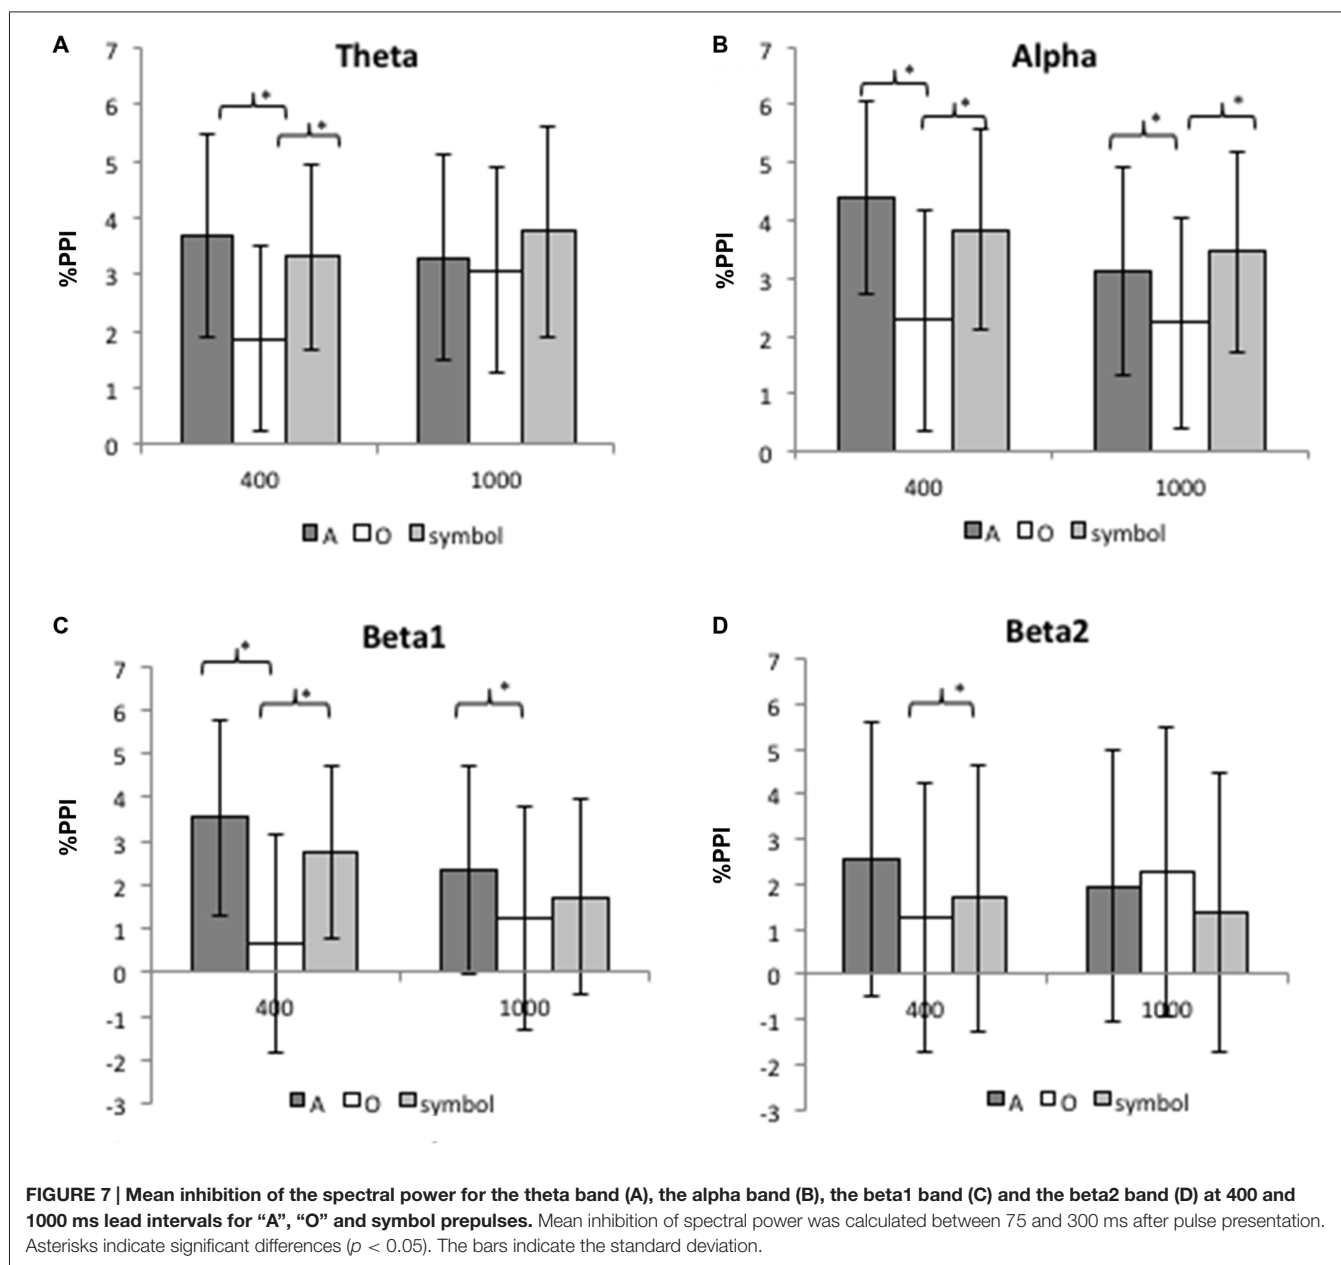 A
Theta
7
6
5
4
3
2
1
0
%PPI
*
*
400
1000
A O symbol
B
Alpha
7
6
5
4
3
2
1
0
%PPI
*
*
*
*
400
1000
A O symbol
C
Beta1
7
6
5
4
3
2
1
0
-1
-2
-3
%PPI
*
*
*
400
1000
A O symbol
D
Beta2
7
6
5
4
3
2
1
0
-1
-2
-3
%PPI
*
400
1000
A O symbol
FIGURE 7 | Mean inhibition of the spectral power for the theta band (A), the alpha band (B), the beta1 band (C) and the beta2 band (D) at 400 and
1000 ms lead intervals for “A”, “O” and symbol prepulses. Mean inhibition of spectral power was calculated between 75 and 300 ms after pulse presentation.
Asterisks indicate significant differences (p < 0.05). The bars indicate the standard deviation.